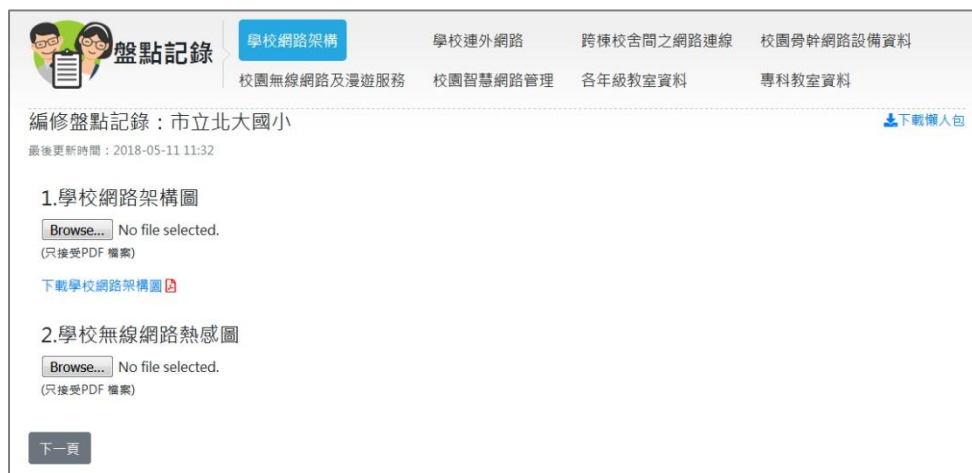 盤點記錄
學校網路架構 學校連外網路 跨棟校舍間之網路連線 校園骨幹網路設備資料
校園無線網路及漫遊服務 校園智慧網路管理 各年級教室資料 專科教室資料
編修盤點記錄：市立北大國小 下載懶人包
最後更新時間：2018-05-11 11:32
1.學校網路架構圖
Browse... No file selected.
(只接受PDF 檔案)
下載學校網路架構圖
2.學校無線網路熱感圖
Browse... No file selected.
(只接受PDF 檔案)
下一頁